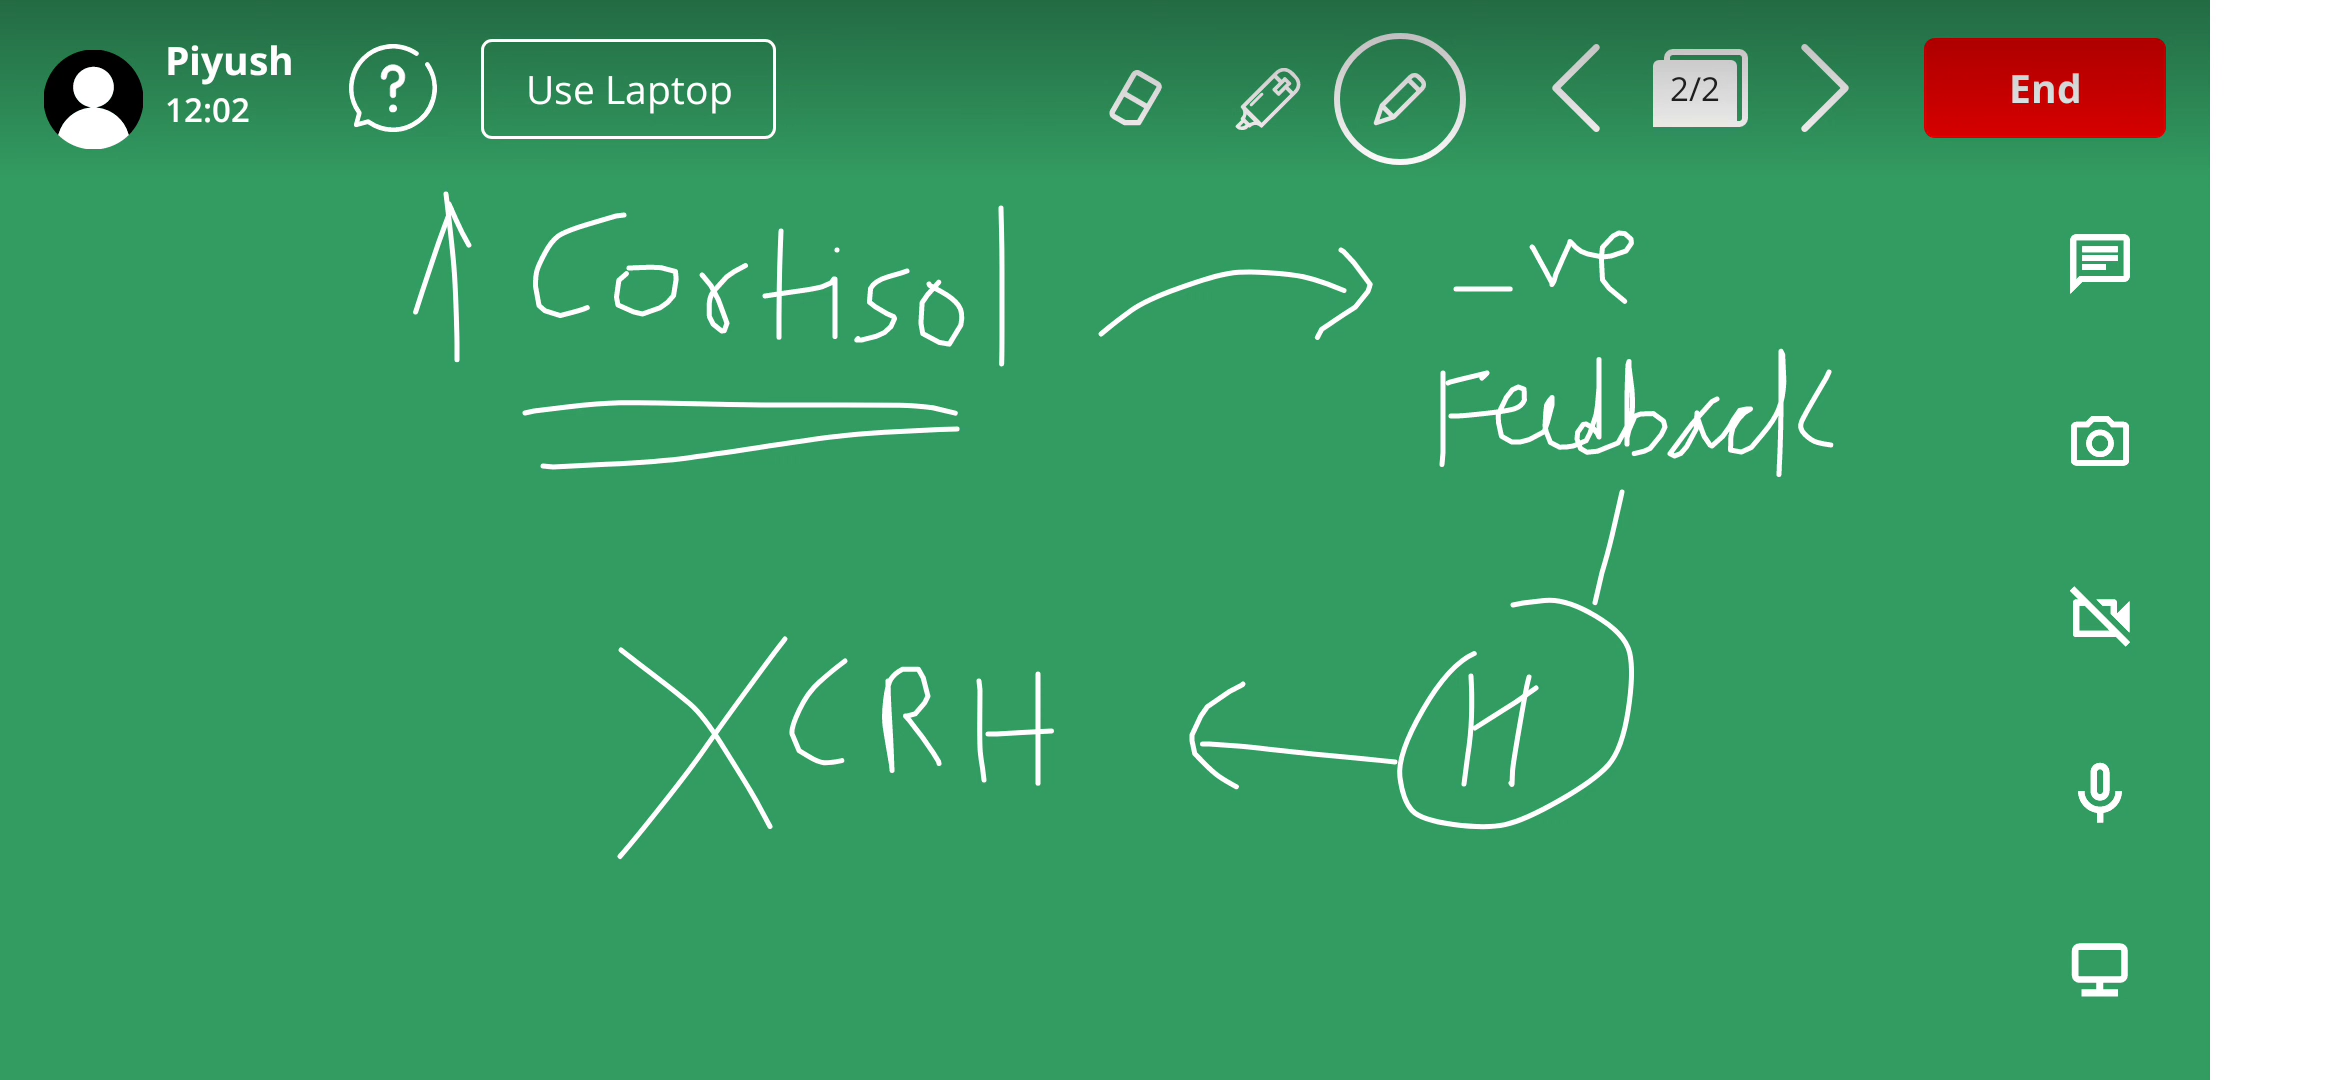 Piyush
12:02
?
Use Laptop
2/2
End
↑ Cortisol → -ve
Feedback
X CRH ← H